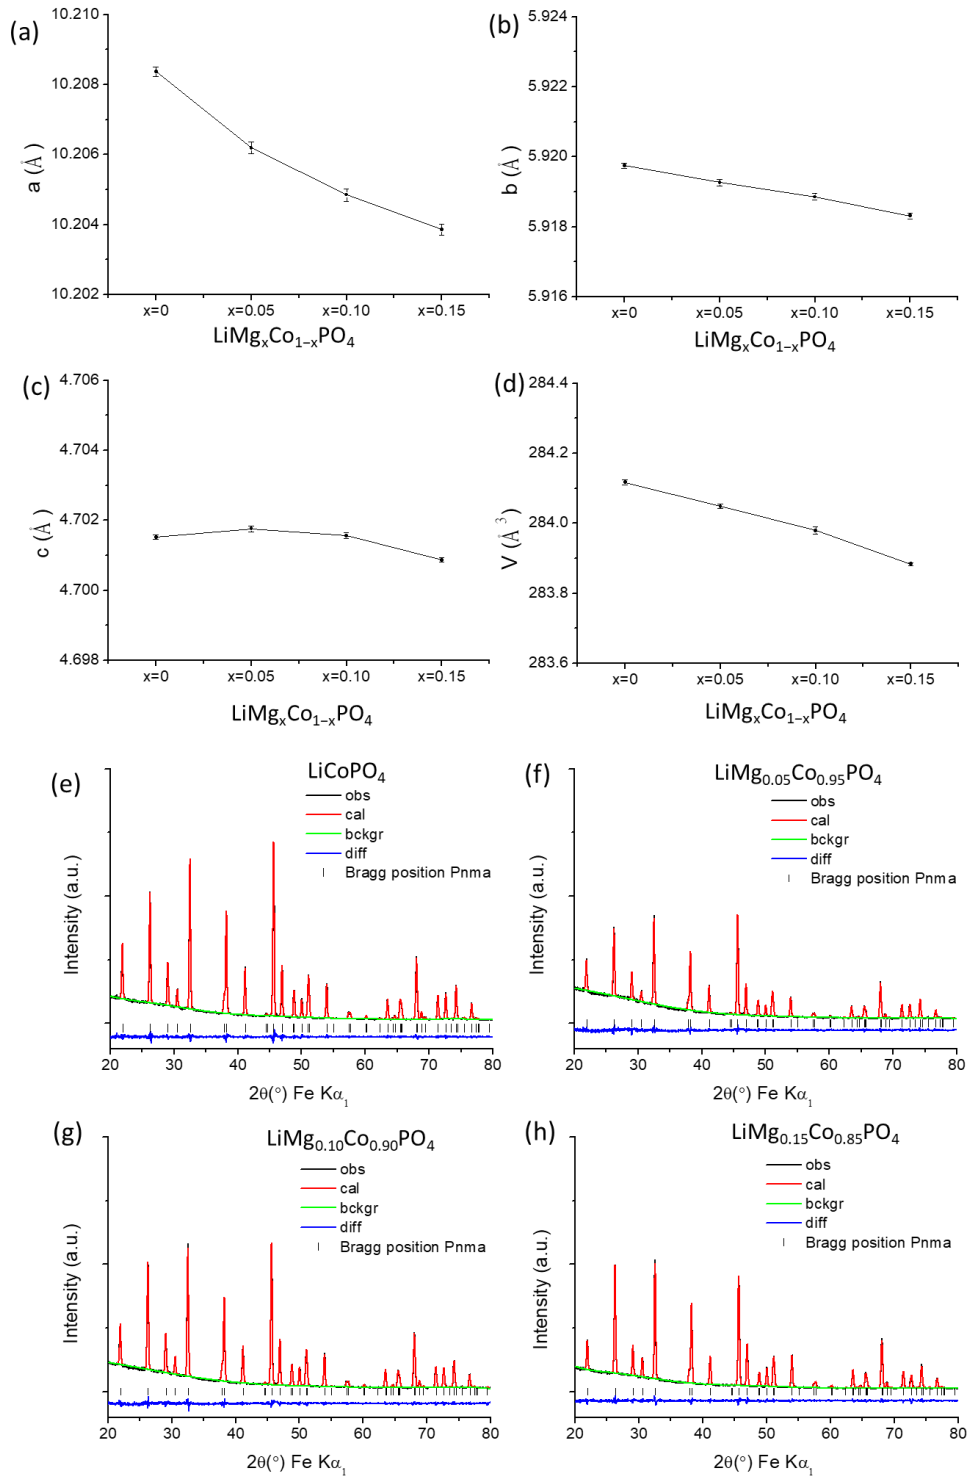 (a)
10.210
10.208
10.206
10.204
10.202
a (Å)
x=0 x=0.05 x=0.10 x=0.15
LiMgₓCo₁₋ₓPO₄
(b)
5.924
5.922
5.920
5.918
5.916
b (Å)
x=0 x=0.05 x=0.10 x=0.15
LiMgₓCo₁₋ₓPO₄
(c)
4.706
4.704
4.702
4.700
4.698
c (Å)
x=0 x=0.05 x=0.10 x=0.15
LiMgₓCo₁₋ₓPO₄
(d)
284.4
284.2
284.0
283.8
283.6
V (Å³)
x=0 x=0.05 x=0.10 x=0.15
LiMgₓCo₁₋ₓPO₄
(e)
LiCoPO₄
obs
cal
bckgr
diff
Bragg position Pnma
Intensity (a.u.)
20 30 40 50 60 70 80
2θ(°) Fe Kα₁
(f)
LiMg₀.₀₅Co₀.₉₅PO₄
obs
cal
bckgr
diff
Bragg position Pnma
Intensity (a.u.)
20 30 40 50 60 70 80
2θ(°) Fe Kα₁
(g)
LiMg₀.₁₀Co₀.₉₀PO₄
obs
cal
bckgr
diff
Bragg position Pnma
Intensity (a.u.)
20 30 40 50 60 70 80
2θ(°) Fe Kα₁
(h)
LiMg₀.₁₅Co₀.₈₅PO₄
obs
cal
bckgr
diff
Bragg position Pnma
Intensity (a.u.)
20 30 40 50 60 70 80
2θ(°) Fe Kα₁